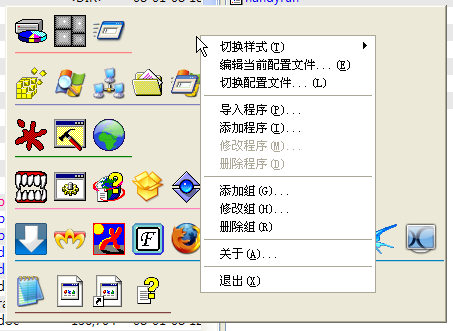 <DIR>
handyrun
切换样式(T)
编辑当前配置文件...(E)
切换配置文件...(L)
导入程序(P)...
添加程序(I)...
修改程序(M)...
删除程序(D)
添加组(G)...
修改组(H)...
删除组(R)
关于(A)...
退出(X)
F